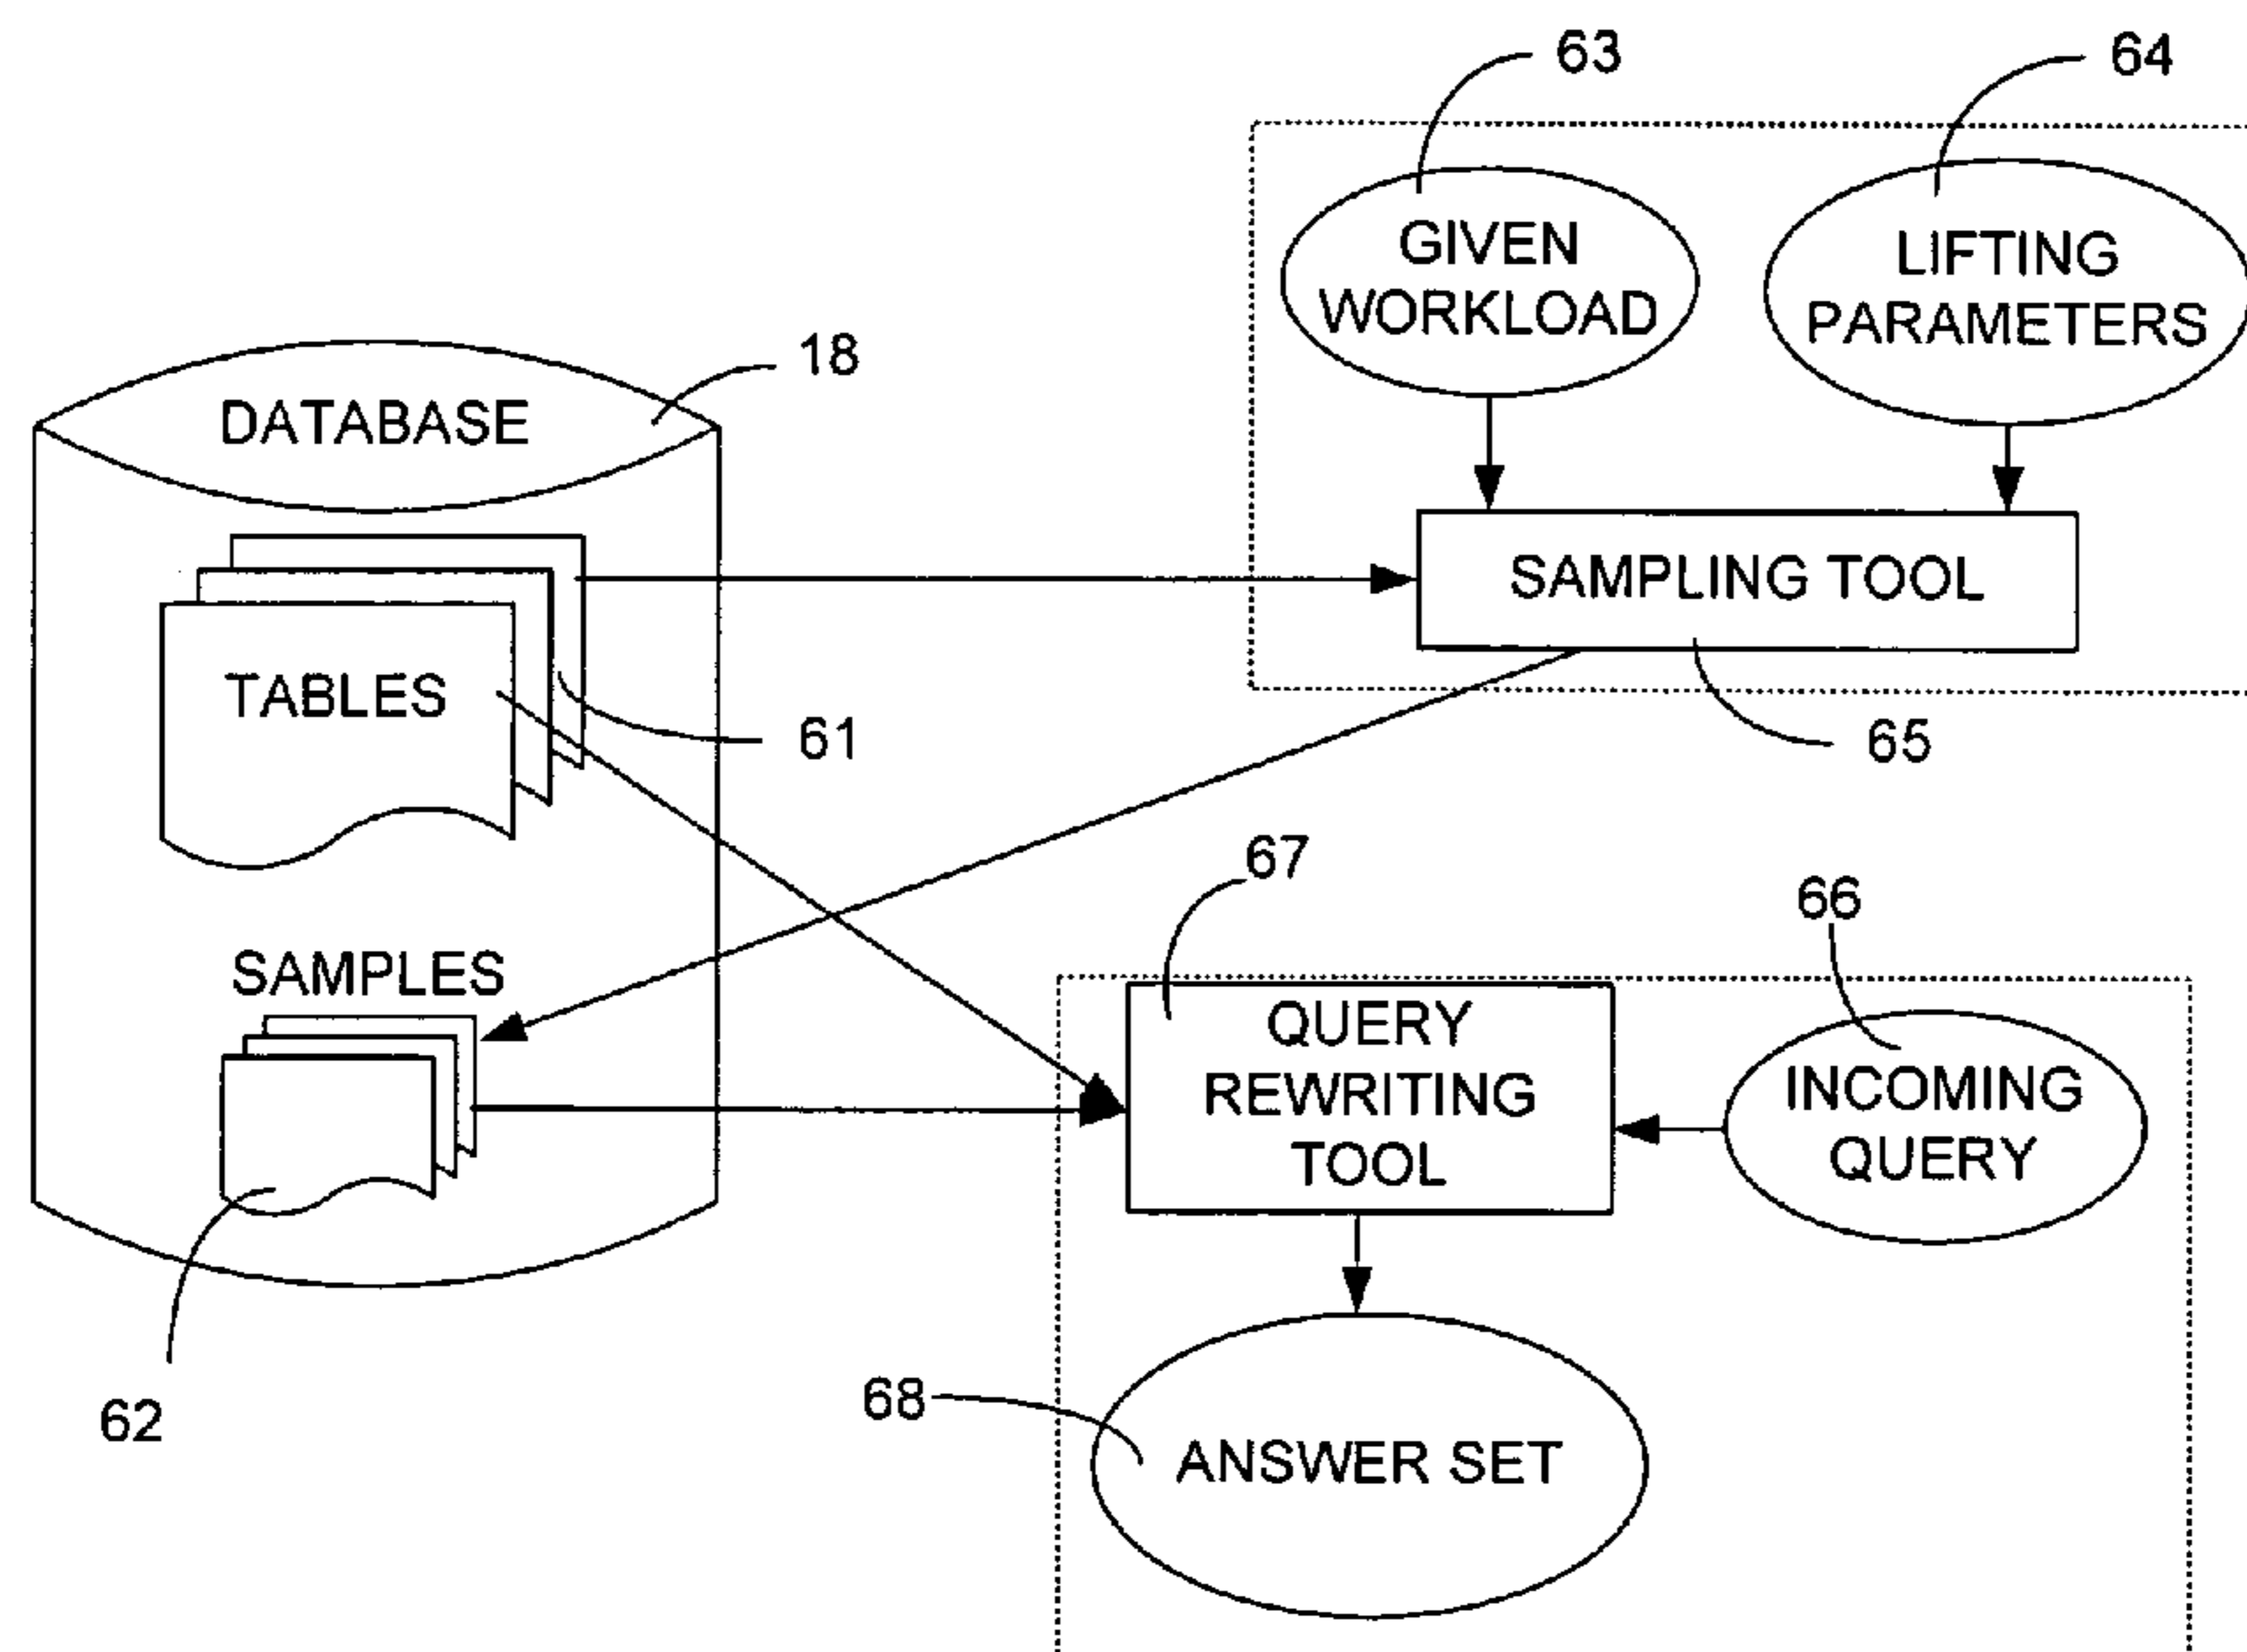 63
64
GIVEN
WORKLOAD
LIFTING
PARAMETERS
18
DATABASE
SAMPLING TOOL
TABLES
61
65
67
66
SAMPLES
QUERY
REWRITING
TOOL
INCOMING
QUERY
62
68
ANSWER SET